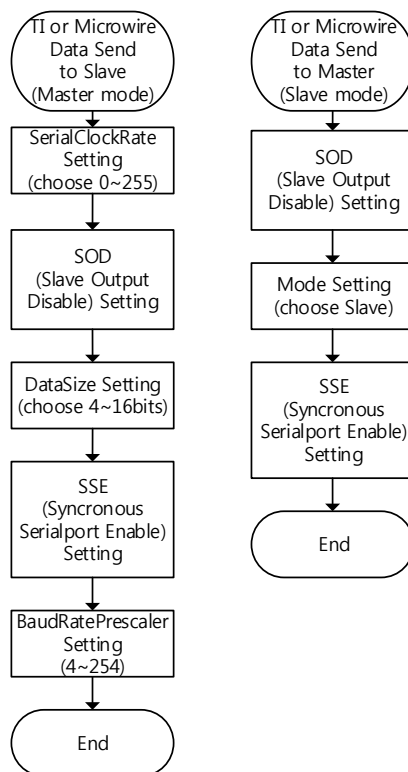 TI or Microwire
Data Send
to Slave
(Master mode)
SerialClockRate
Setting
(choose 0~255)
SOD
(Slave Output
Disable) Setting
DataSize Setting
(choose 4~16bits)
SSE
(Syncronous
Serialport Enable)
Setting
BaudRatePrescaler
Setting
(4~254)
End
TI or Microwire
Data Send
to Master
(Slave mode)
SOD
(Slave Output
Disable) Setting
Mode Setting
(choose Slave)
SSE
(Syncronous
Serialport Enable)
Setting
End